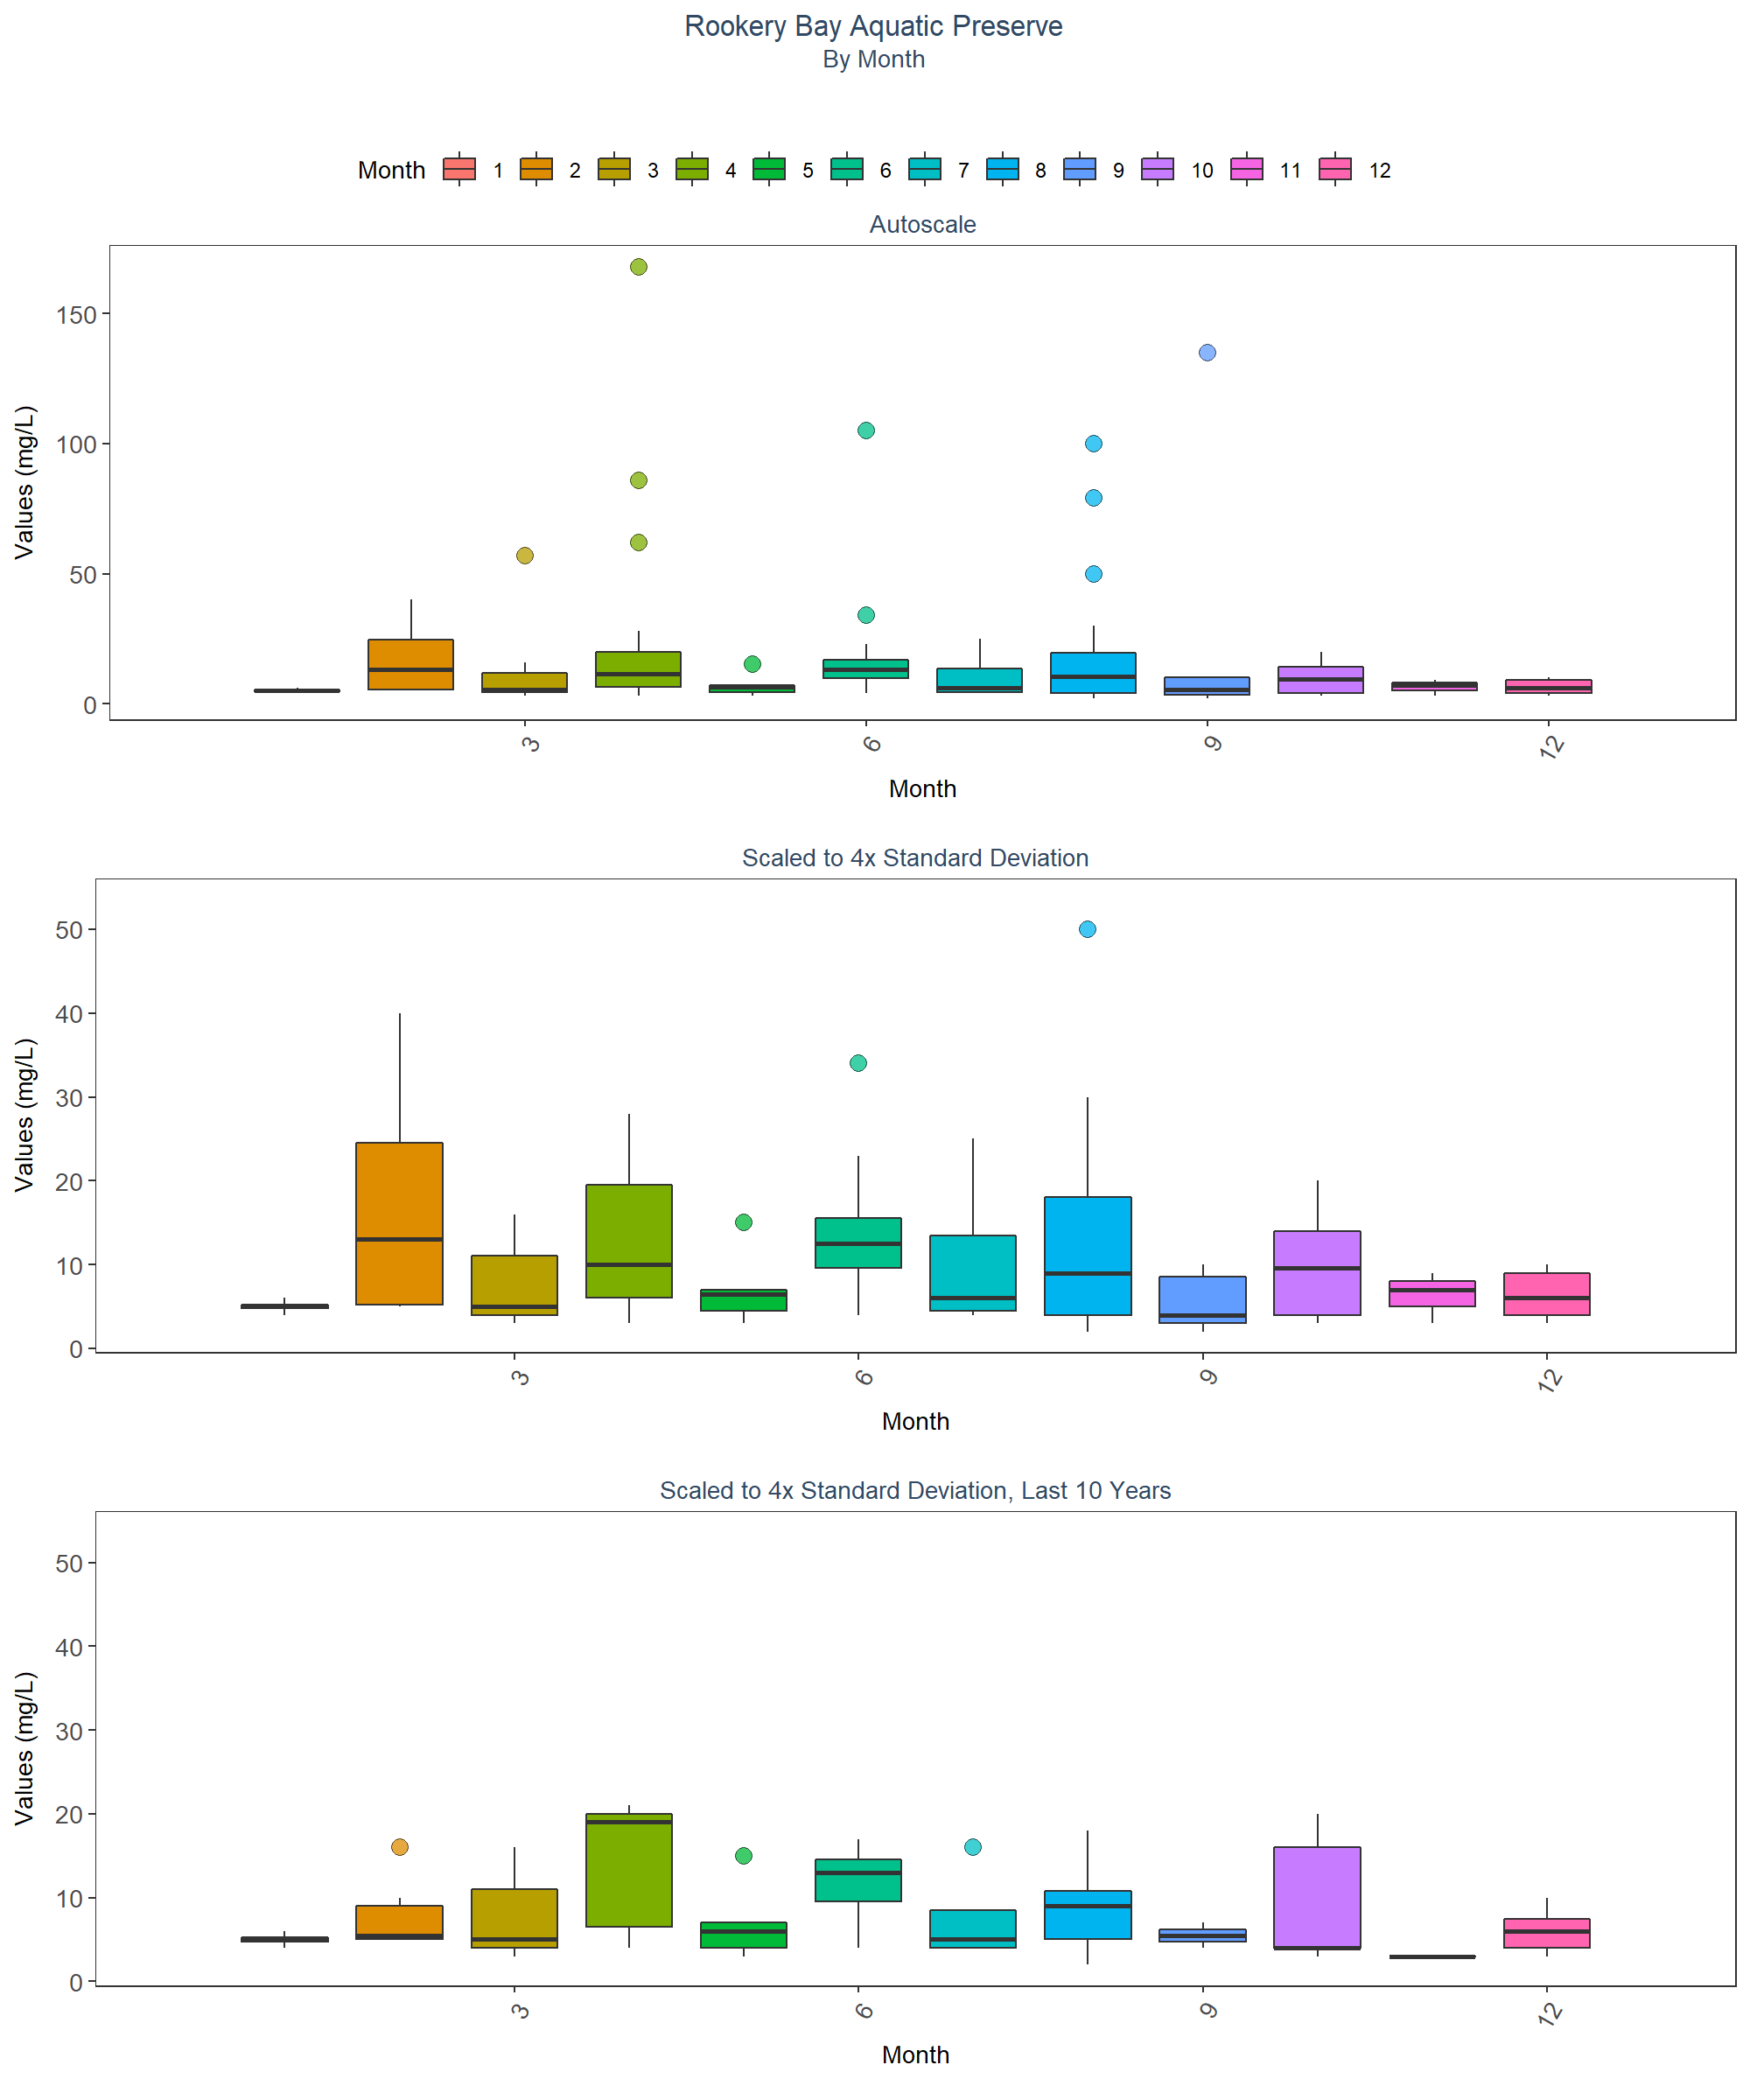 Rookery Bay Aquatic Preserve
By Month
Month 1 2 3 4 5 6 7 8 9 10 11 12
Autoscale
Values (mg/L)
150
100
50
0
3 6 9 12
Month
Scaled to 4x Standard Deviation
Values (mg/L)
50
40
30
20
10
0
3 6 9 12
Month
Scaled to 4x Standard Deviation, Last 10 Years
Values (mg/L)
50
40
30
20
10
0
3 6 9 12
Month